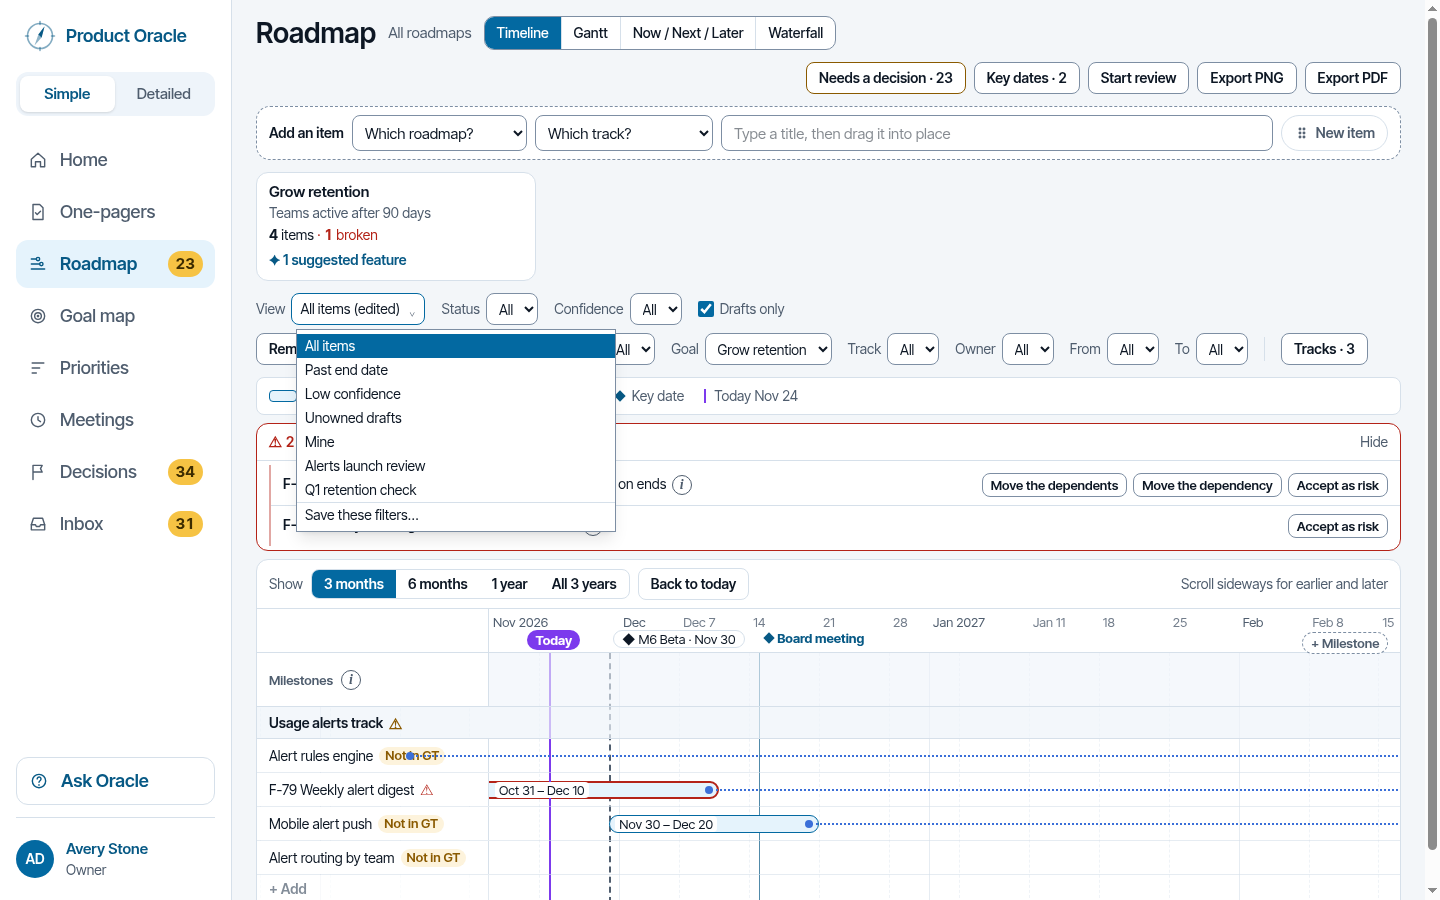 Product Oracle
Simple
Detailed
Home
One-pagers
Roadmap
23
Goal map
Priorities
Meetings
Decisions
34
Inbox
31
Ask Oracle
AD
Avery Stone
Owner
Roadmap
All roadmaps
Timeline
Gantt
Now / Next / Later
Waterfall
Needs a decision · 23
Key dates · 2
Start review
Export PNG
Export PDF
Add an item
Which roadmap?
Which track?
Type a title, then drag it into place
New item
Grow retention
Teams active after 90 days
4 items · 1 broken
1 suggested feature
View
All items (edited)
Status
All
Confidence
All
Drafts only
Rem
All
Goal
Grow retention
Track
All
Owner
All
From
All
To
All
Tracks · 3
All items
Past end date
Low confidence
Unowned drafts
Mine
Alerts launch review
Q1 retention check
Save these filters...
Key date
Today Nov 24
2
Hide
F-
on ends
i
Move the dependents
Move the dependency
Accept as risk
F-
Accept as risk
Show
3 months
6 months
1 year
All 3 years
Back to today
Scroll sideways for earlier and later
Nov 2026
Dec
Dec 7
14
21
28
Jan 2027
Jan 11
18
25
Feb
Feb 8
15
Today
M6 Beta · Nov 30
Board meeting
+ Milestone
Milestones
i
Usage alerts track
Alert rules engine
Not in GT
F-79 Weekly alert digest
Oct 31 – Dec 10
Mobile alert push
Not in GT
Nov 30 – Dec 20
Alert routing by team
Not in GT
+ Add